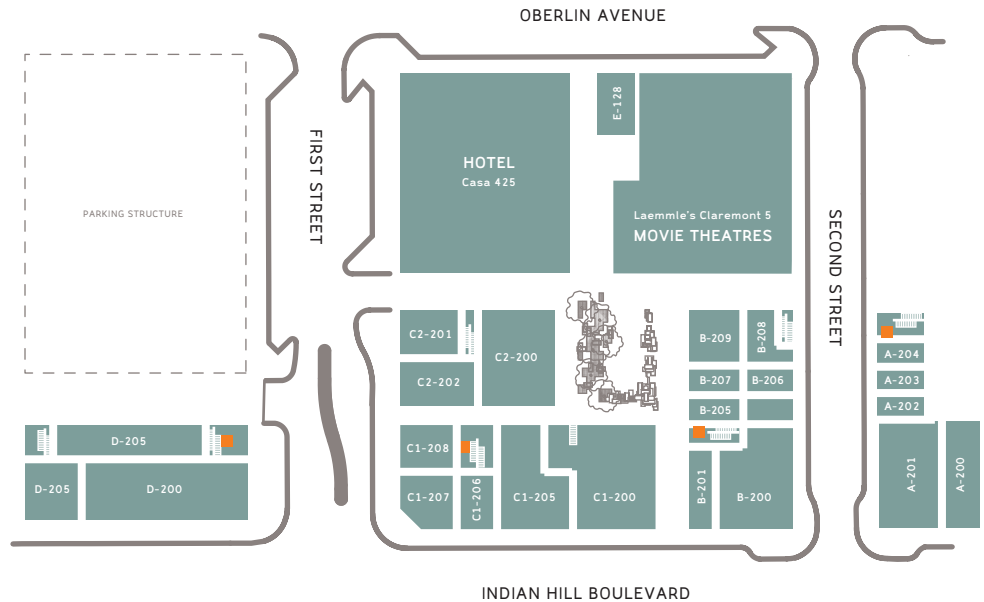 OBERLIN AVENUE
E-128
FIRST STREET
HOTEL
Casa 425
PARKING STRUCTURE
Laemmle's Claremont 5
MOVIE THEATRES
SECOND STREET
C2-201
C2-200
C2-202
B-209
B-208
A-204
B-207
B-206
A-203
B-205
A-202
D-205
C1-208
D-205
D-200
C1-207
C1-206
C1-205
C1-200
B-201
B-200
A-201
A-200
INDIAN HILL BOULEVARD